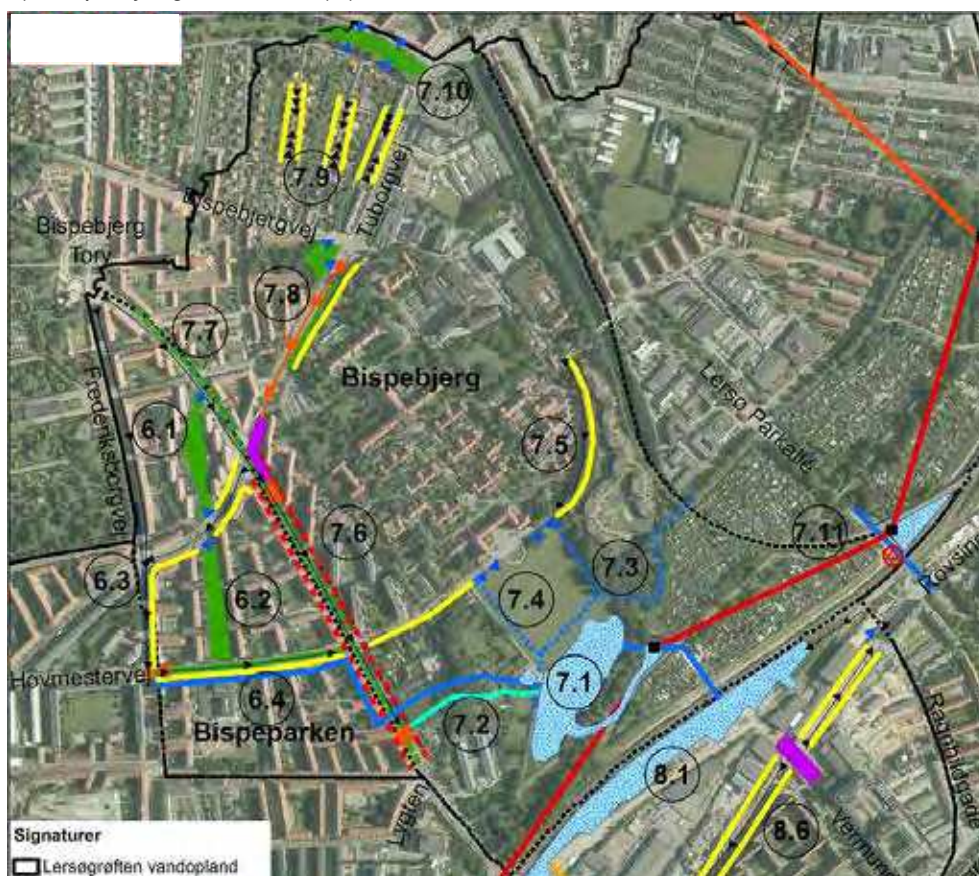 7.10
7.9
Bispebjergvej
Tuborgvej
Bispebjerg
Torv
7.8
7.7
Bispebjerg
Frederiksborgvej
6.1
Lersø Parkallé
7.5
7.6
7.11
6.3
7.3
7.4
6.2
Hovmestervej
6.4
7.1
7.2
Bispeparken
8.1
Lygten
8.6
Signaturer
Lersøgrøften vandopland